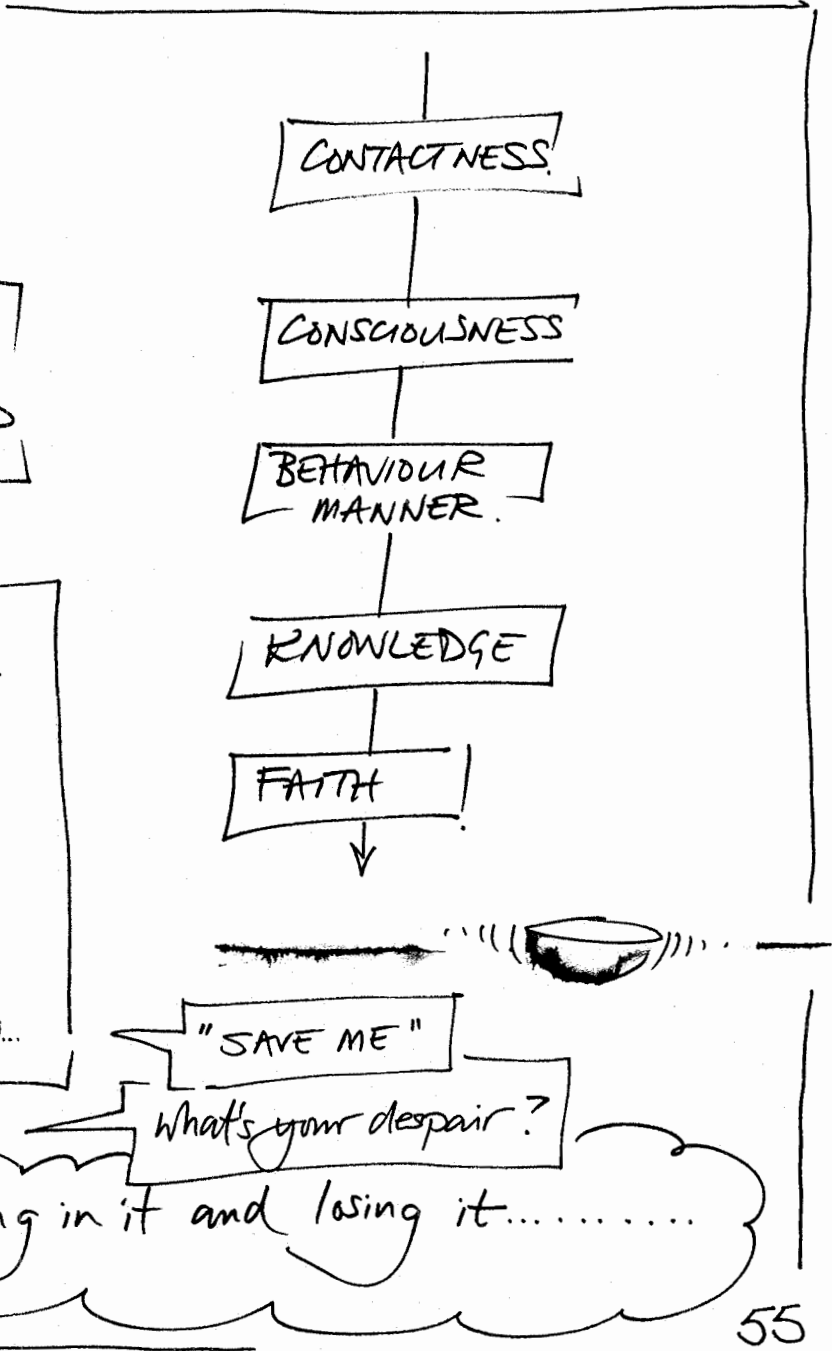 CONTACTNESS!
CONSCIOUSNESS
BEHAVIOUR
MANNER.
KNOWLEDGE
FAITH
"SAVE ME"
What's your despair?
in it and losing it..........
55